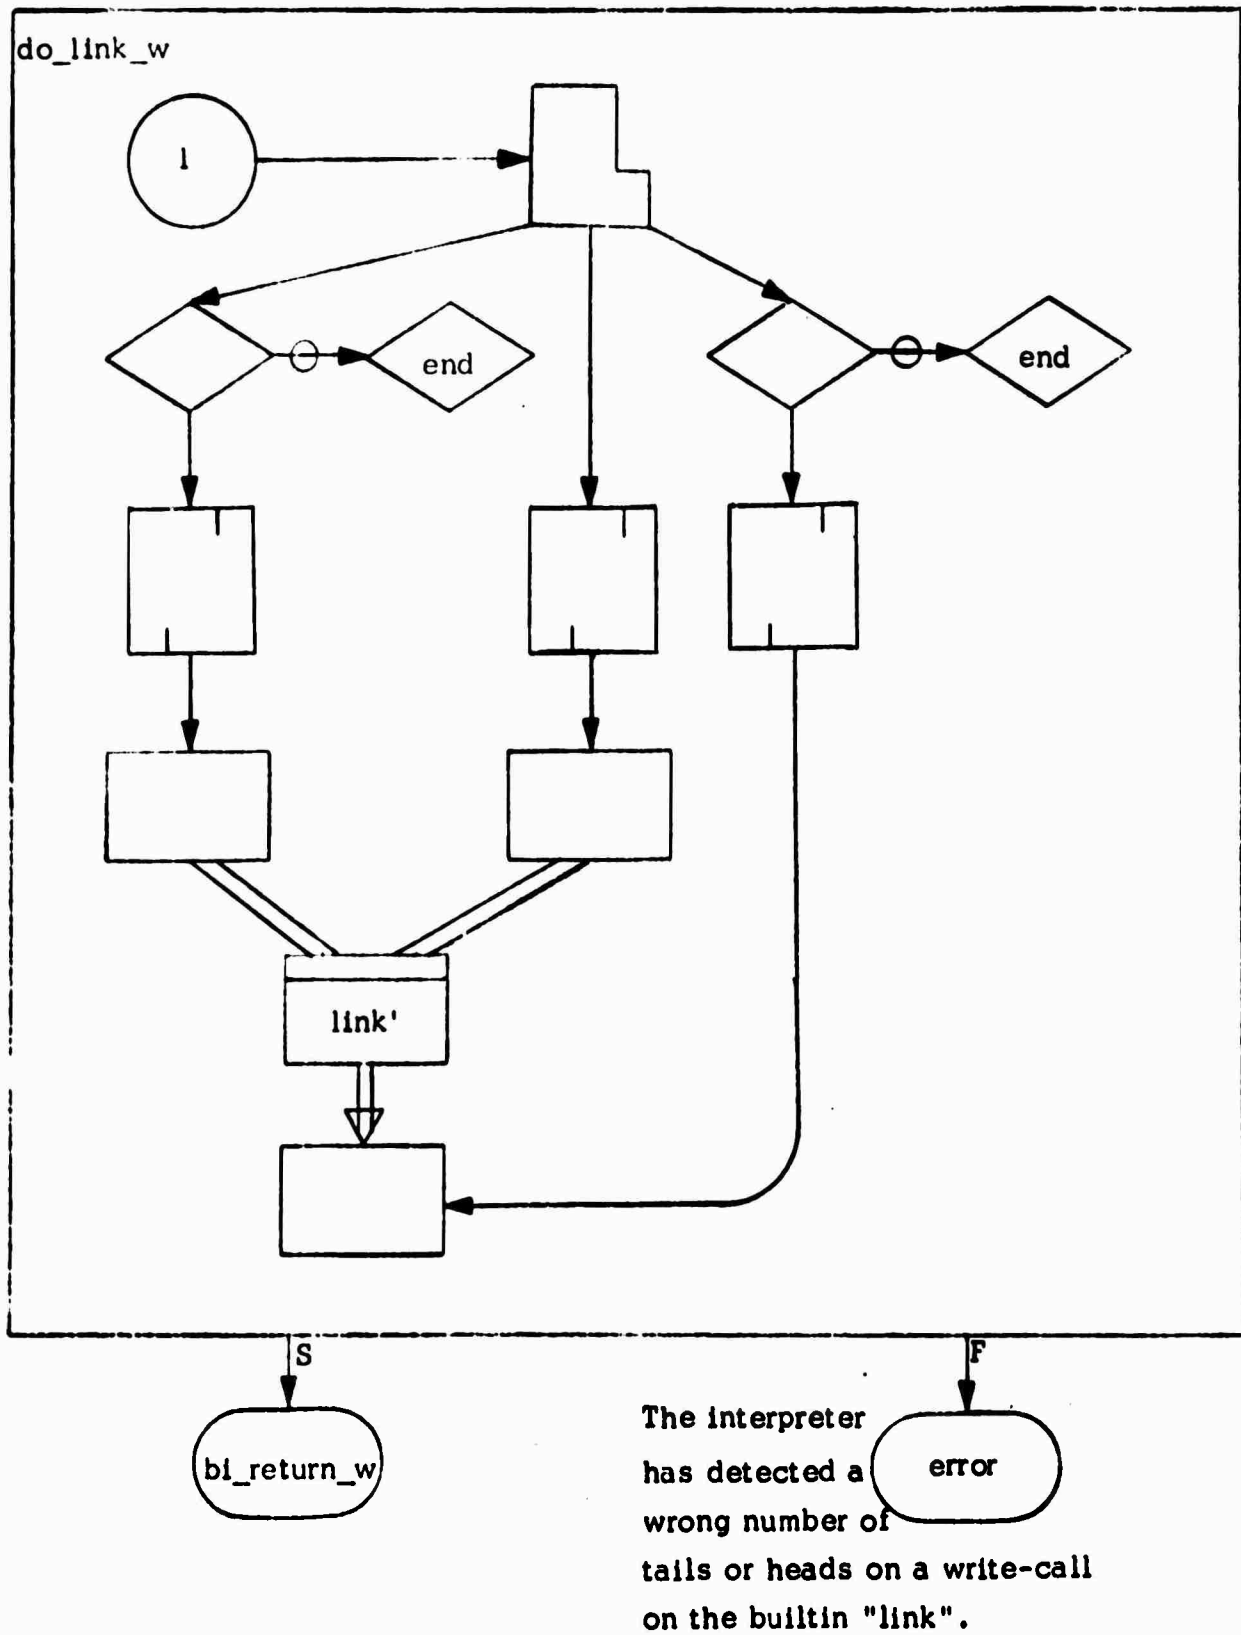 do_link_w
l
end
end
link'
S
F
bi_return_w
error
The interpreter
has detected a
wrong number of
tails or heads on a write-call
on the builtin "link".